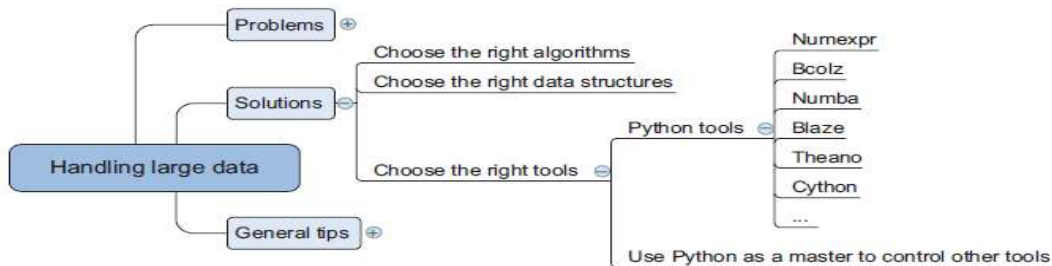 Problems
Choose the right algorithms
Choose the right data structures
Solutions
Handling large data
Choose the right tools
General tips
Python tools
Numexpr
Bcolz
Numba
Blaze
Theano
Cython
...
Use Python as a master to control other tools